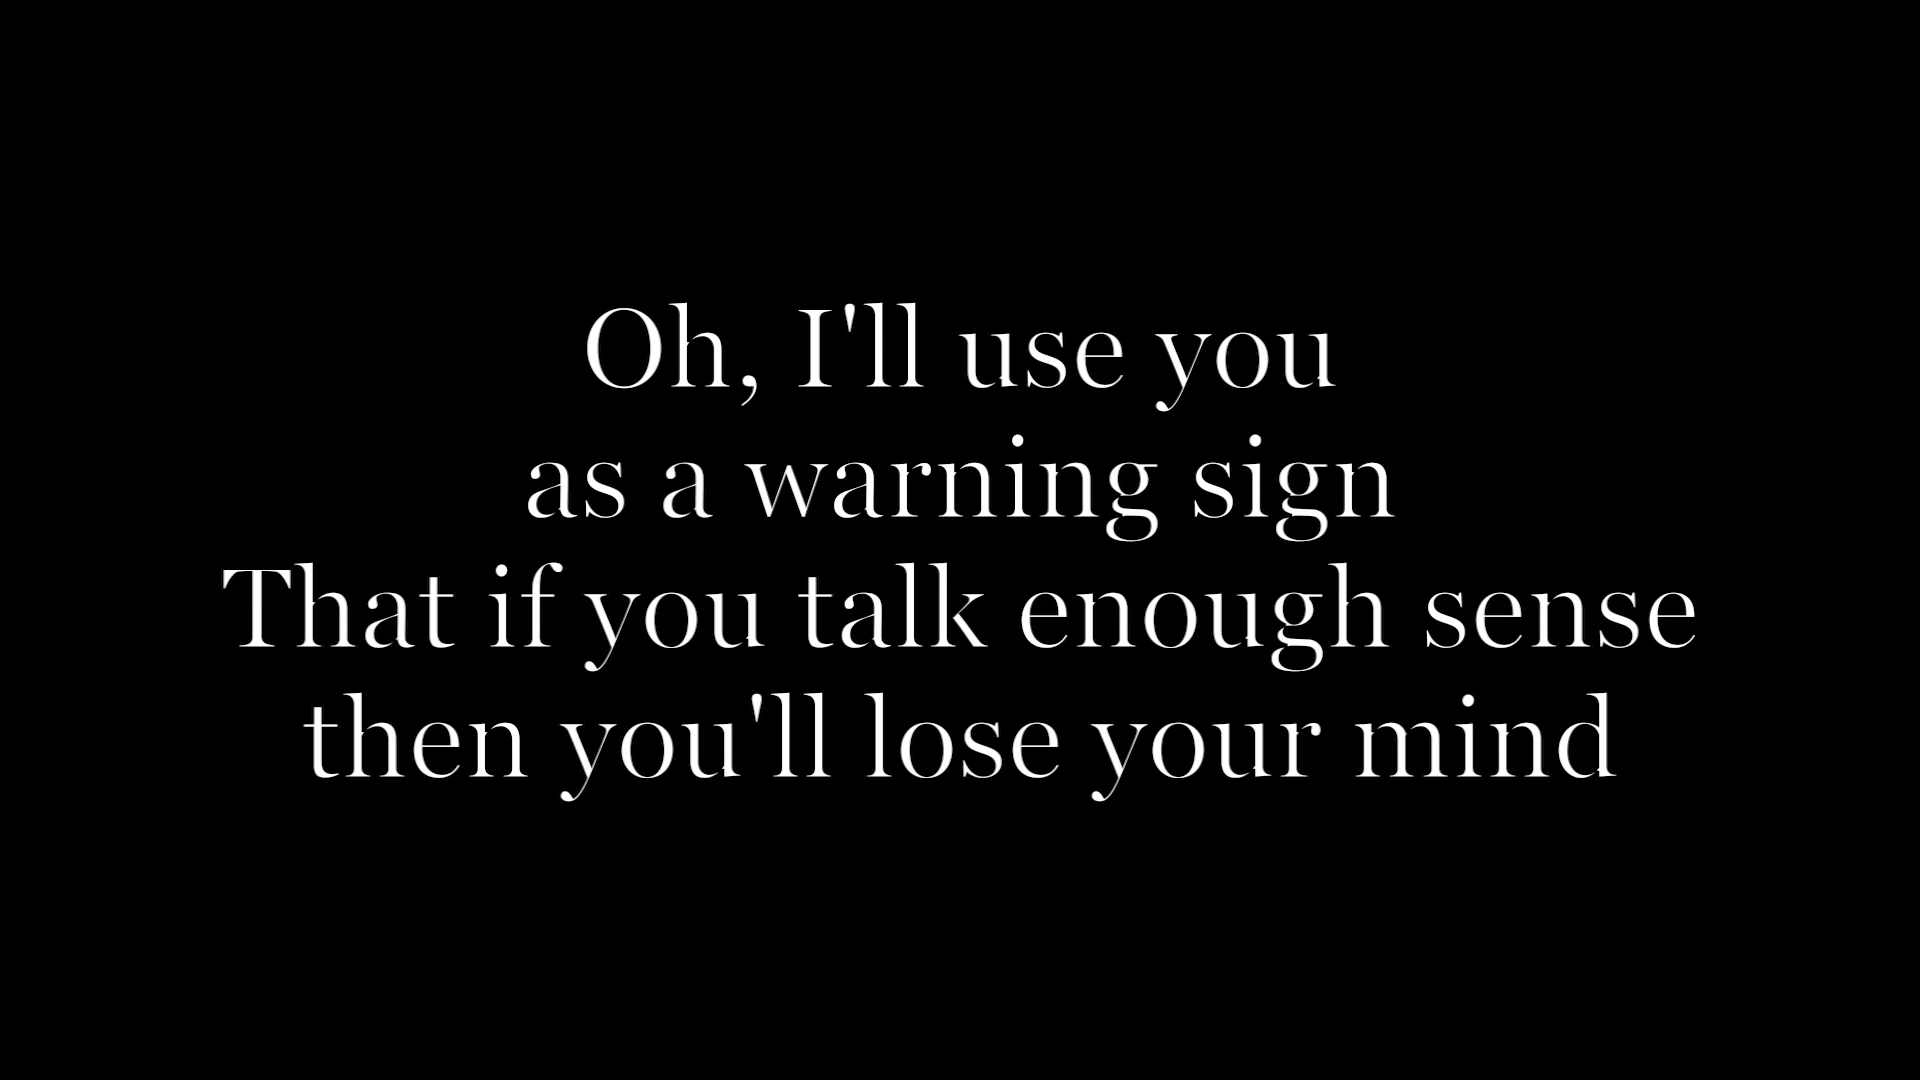 Oh, I'll use you
as a warning sign
That if you talk enough sense
then you'll lose your mind